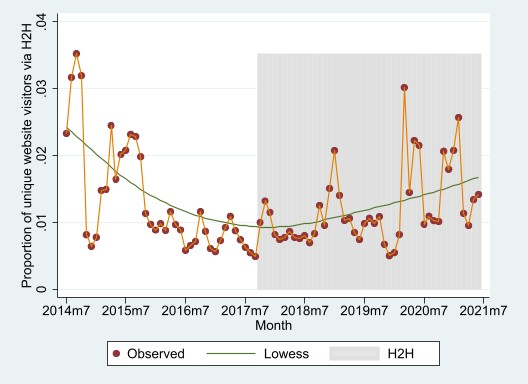 Proportion of unique website visitors via H2H
.04
.03
.02
.01
0
2014m7 2015m7 2016m7 2017m7 2018m7 2019m7 2020m7 2021m7
Month
Observed Lowess H2H